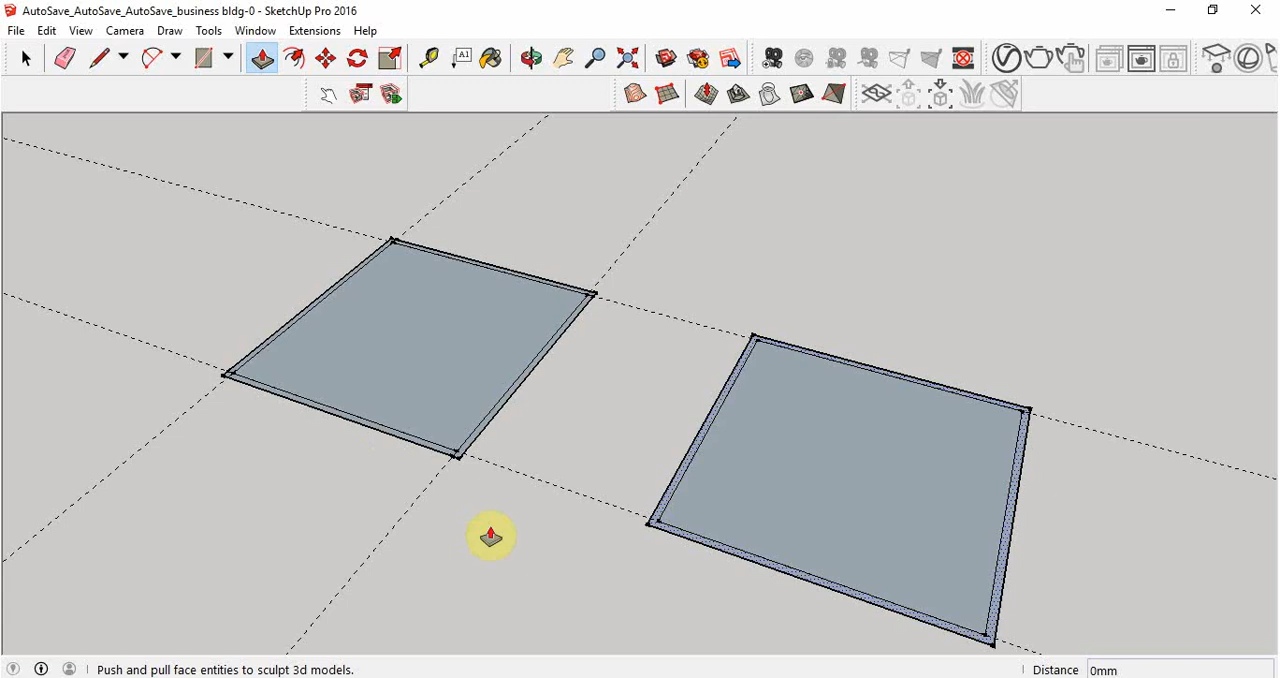 AutoSave_AutoSave_AutoSave_business bldg-0 - SketchUp Pro 2016
File Edit View Camera Draw Tools Window Extensions Help
A1
Push and pull face entities to sculpt 3d models.
Distance 0mm